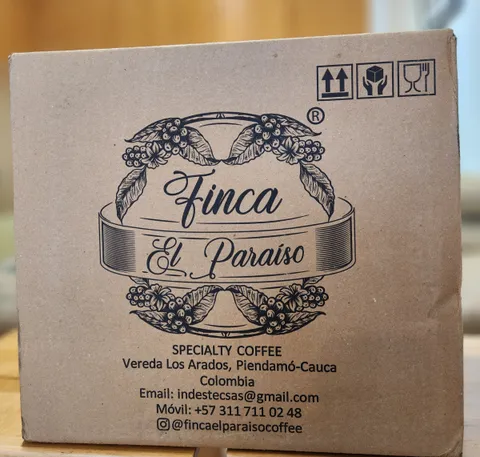 ®
Finca
El Paraíso
SPECIALTY COFFEE
Vereda Los Arados, Piendamó-Cauca
Colombia
Email: indestecsas@gmail.com
Móvil: +57 311 711 02 48
@fincaelparaisocoffee